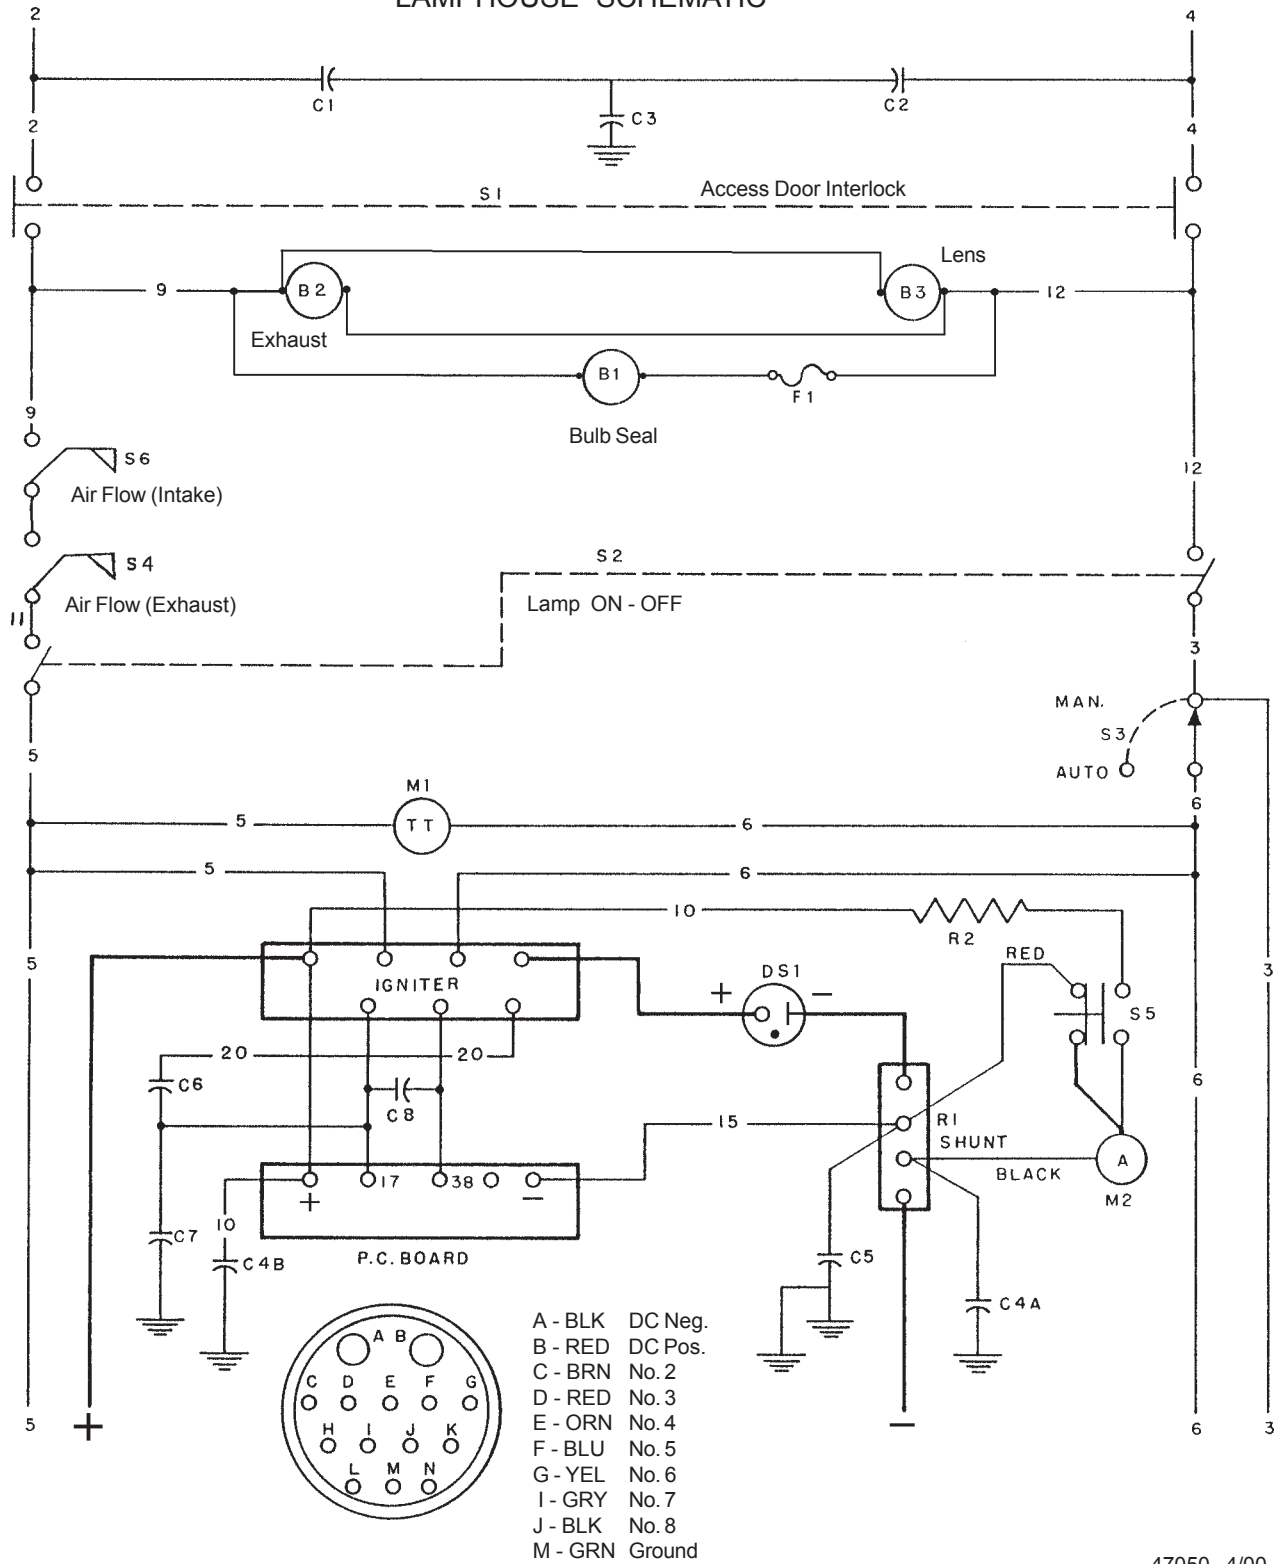 LAMPHOUSE SCHEMATIC
2
4
C1
C2
C3
2
4
S1
Access Door Interlock
Lens
9
B2
B3
12
Exhaust
B1
F1
Bulb Seal
9
S6
12
Air Flow (Intake)
S2
S4
Lamp ON - OFF
Air Flow (Exhaust)
11
3
MAN.
S3
5
AUTO
M1
6
5
TT
6
5
6
10
R2
RED
5
IGNITER
DS1
3
+
−
S5
20
20
C6
6
C8
15
R1
SHUNT
BLACK
A
17
38
+
−
M2
10
C7
C4B
P.C. BOARD
C5
C4A
A B
C D E F G
H I J K
L M N
A - BLK DC Neg.
B - RED DC Pos.
C - BRN No. 2
D - RED No. 3
E - ORN No. 4
F - BLU No. 5
G - YEL No. 6
I - GRY No. 7
J - BLK No. 8
M - GRN Ground
5
+
−
6
3
47050 4/00